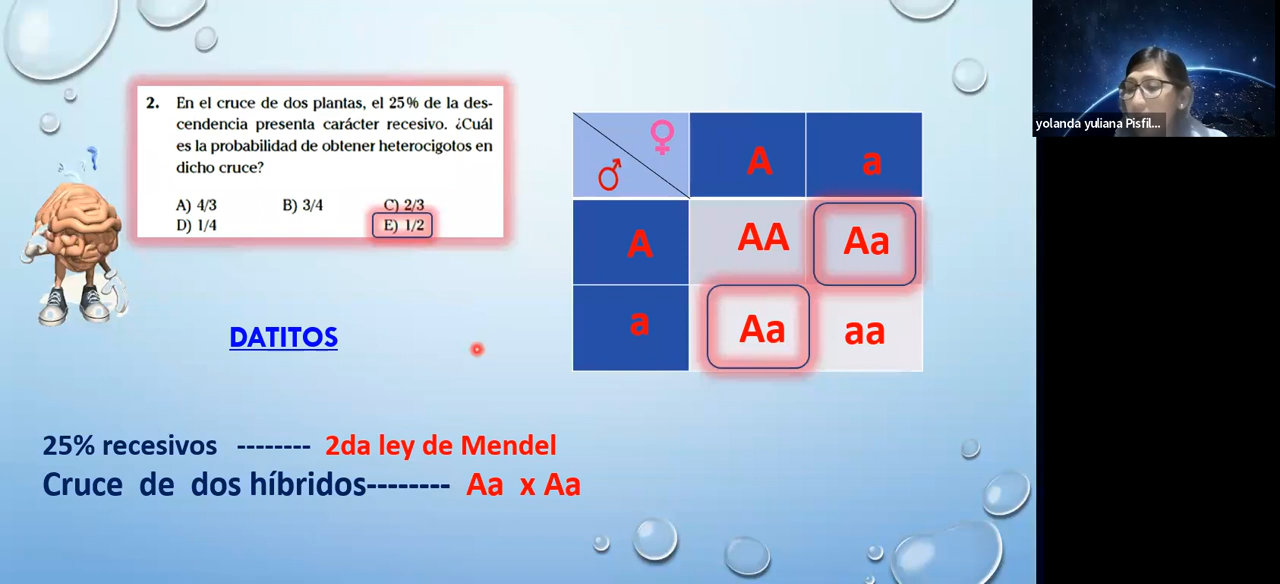 2. En el cruce de dos plantas, el 25% de la des-
cendencia presenta carácter recesivo. ¿Cuál
es la probabilidad de obtener heterocigotos en
dicho cruce?
A) 4/3 B) 3/4 C) 2/3
D) 1/4 E) 1/2
DATITOS
25% recesivos -------- 2da ley de Mendel
Cruce de dos híbridos-------- Aa x Aa
♀
♂
A a
A AA Aa
a Aa aa
yolanda yuliana Pisfil...